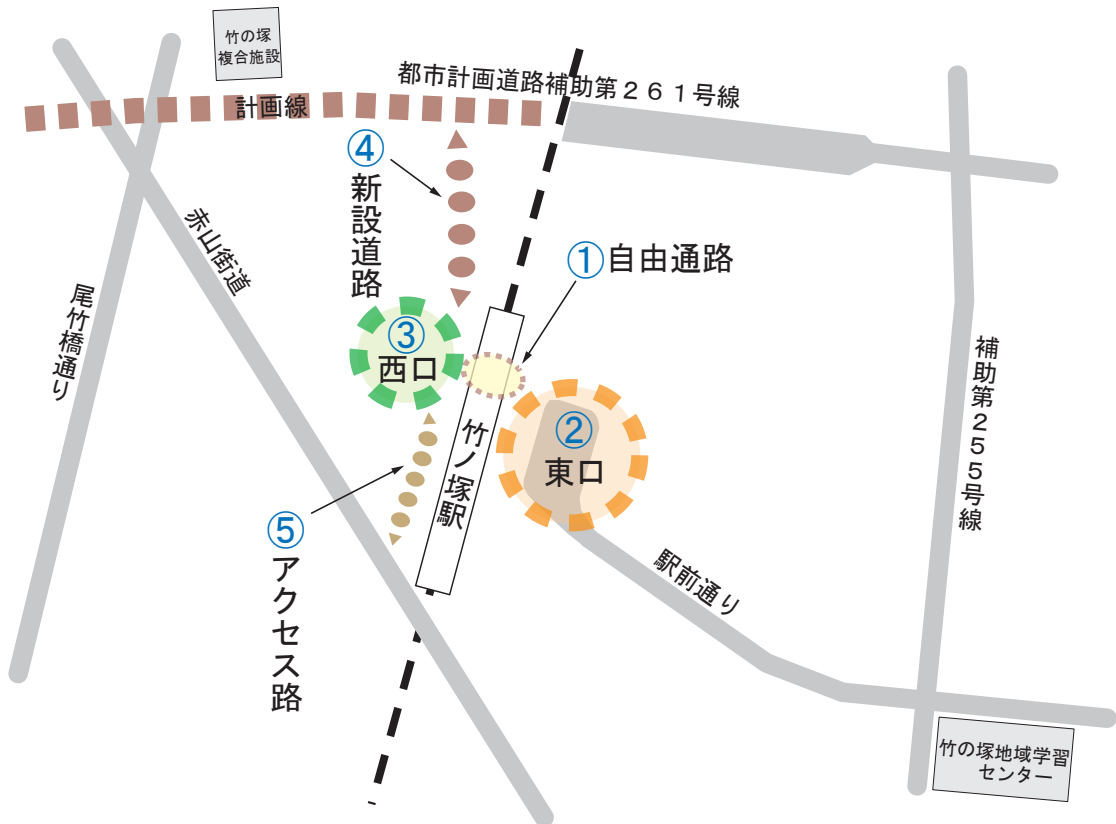 竹の塚
複合施設
都市計画道路補助第２６１号線
計画線
④
新設道路
赤山街道
①自由通路
尾竹橋通り
③
西口
補助第２５５号線
②
東口
竹ノ塚駅
⑤
アクセス路
駅前通り
竹の塚地域学習
センター